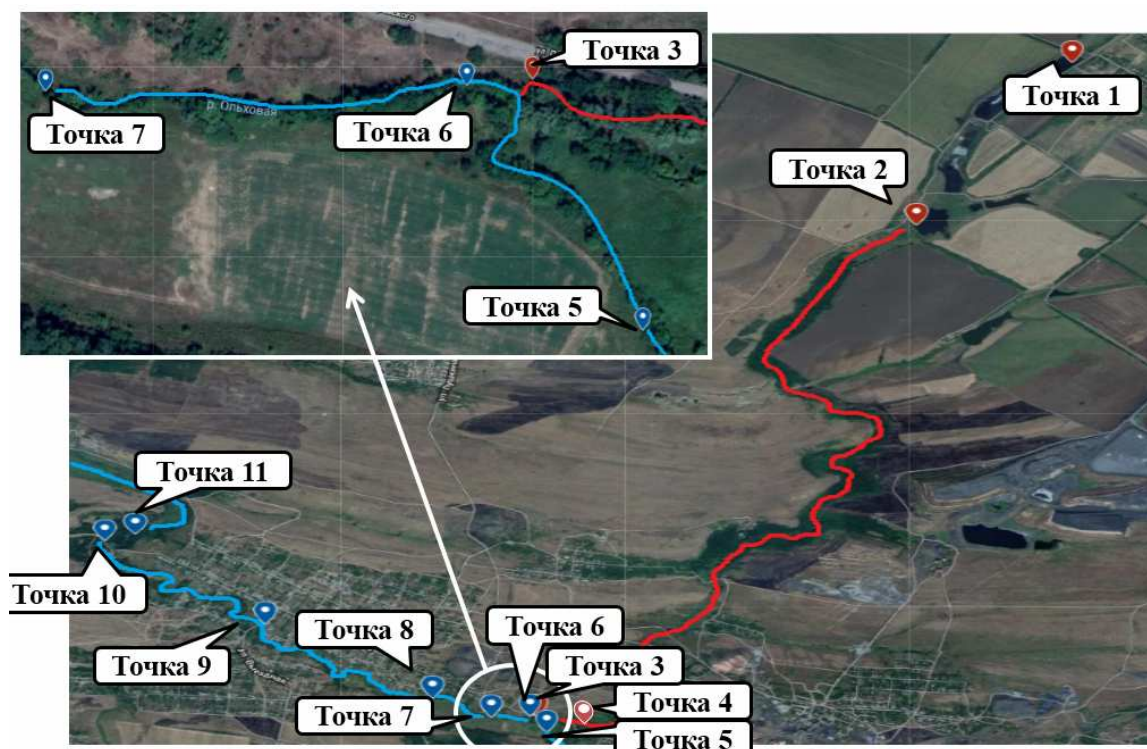 Точка 3
Точка 1
р. Ольховая
Точка 7
Точка 6
Точка 2
Точка 5
Точка 11
Точка 10
Точка 8
Точка 6
Точка 9
Точка 3
Точка 7
Точка 4
Точка 5